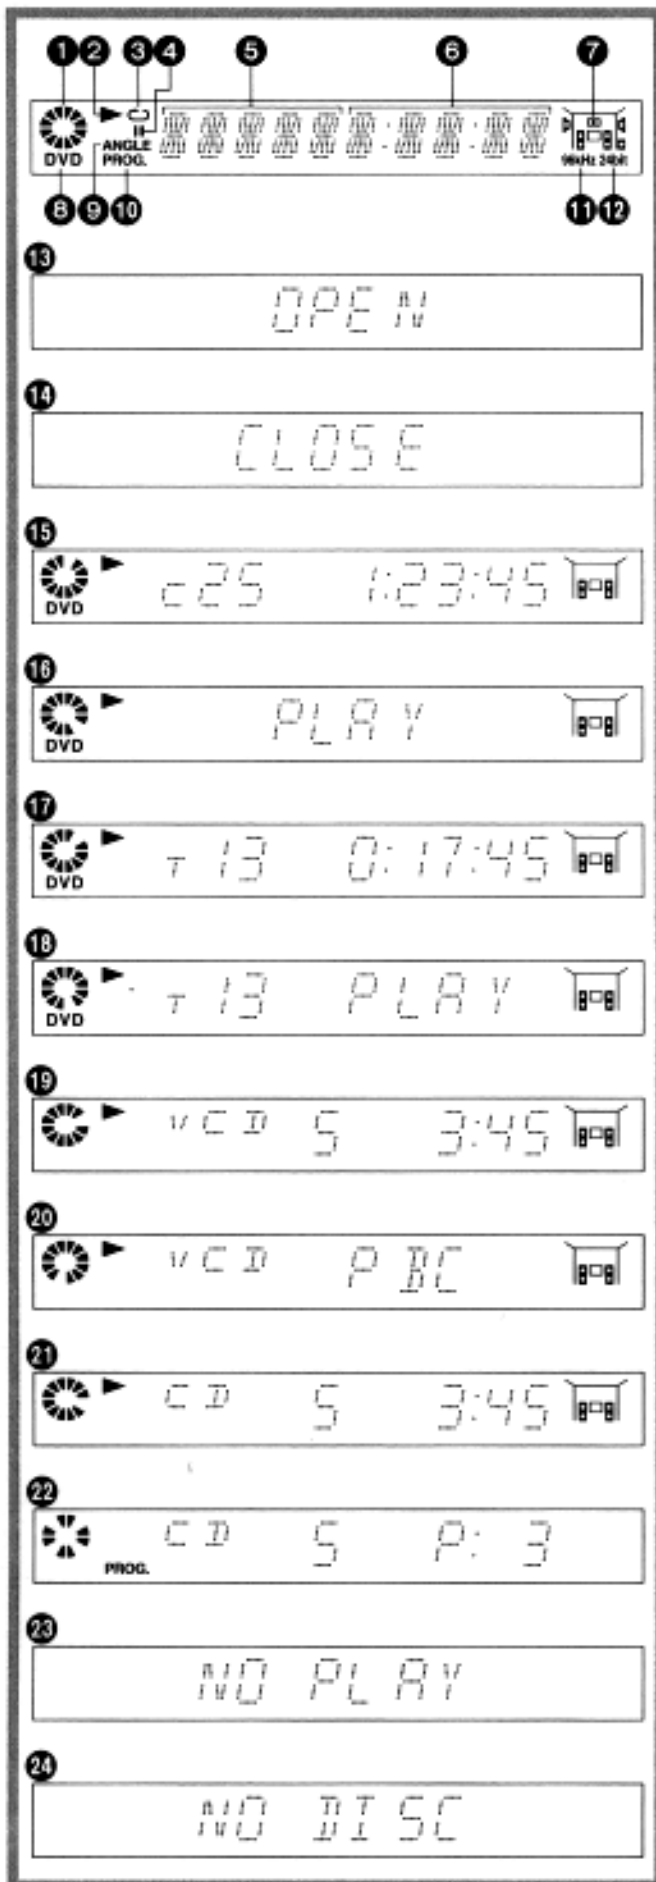 1 2 3 4 5 6 7
DVD ANGLE PROG. 96kHz 24bit
8 9 10 11 12
13
OPEN
14
CLOSE
15
DVD c25 1:23:45
16
DVD PLAY
17
DVD T 13 0:17:45
18
DVD T 13 PLAY
19
VCD 5 3:45
20
VCD PBC
21
CD 5 3:45
22
PROG. CD 5 P: 3
23
NO PLAY
24
NO DISC